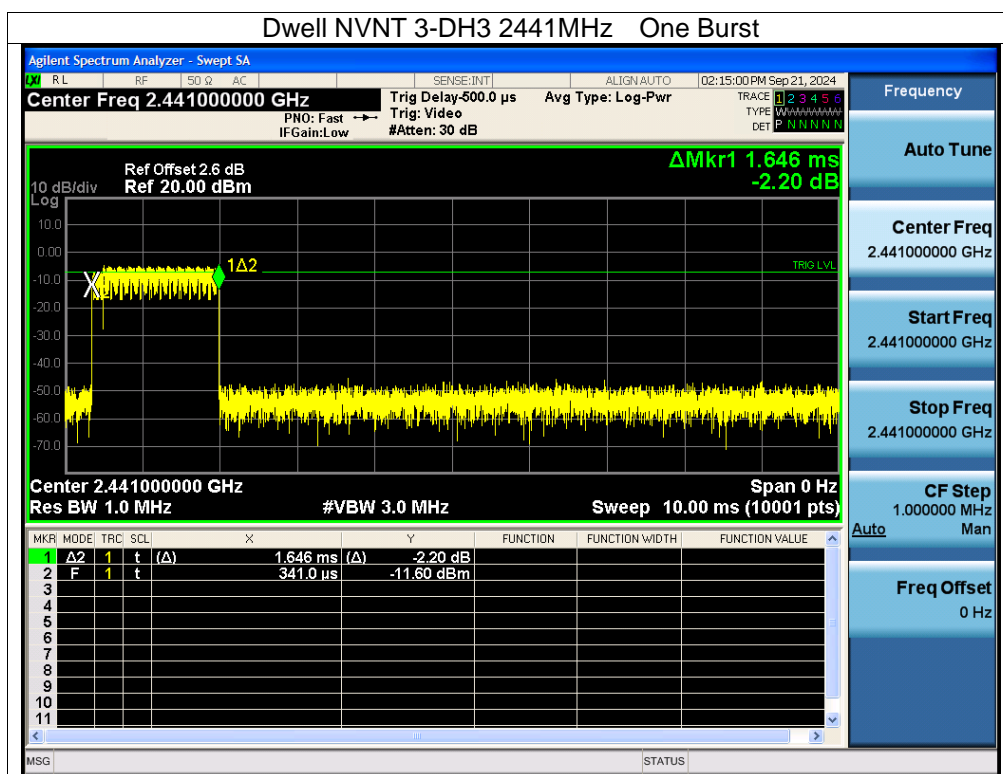 Dwell NVNT 3-DH3 2441MHz One Burst
Agilent Spectrum Analyzer - Swept SA
LXI RL RF 50 Ω AC SENSE:INT ALIGN AUTO 02:15:00 PM Sep 21, 2024
Center Freq 2.441000000 GHz Trig Delay-500.0 µs Avg Type: Log-Pwr TRACE 1 2 3 4 5 6
PNO: Fast Trig: Video TYPE WWWWWW
IFGain:Low #Atten: 30 dB DET P N N N N N
ΔMkr1 1.646 ms
-2.20 dB
Ref Offset 2.6 dB
10 dB/div Ref 20.00 dBm
Log
10.0
0.00
-10.0
-20.0
-30.0
-40.0
-50.0
-60.0
-70.0
1Δ2
TRIG LVL
Center 2.441000000 GHz Span 0 Hz
Res BW 1.0 MHz #VBW 3.0 MHz Sweep 10.00 ms (10001 pts)
MKR MODE TRC SCL X Y FUNCTION FUNCTION WIDTH FUNCTION VALUE
1 Δ2 1 t (Δ) 1.646 ms (Δ) -2.20 dB
2 F 1 t 341.0 µs -11.60 dBm
3
4
5
6
7
8
9
10
11
MSG STATUS
Frequency
Auto Tune
Center Freq
2.441000000 GHz
Start Freq
2.441000000 GHz
Stop Freq
2.441000000 GHz
CF Step
1.000000 MHz
Auto Man
Freq Offset
0 Hz